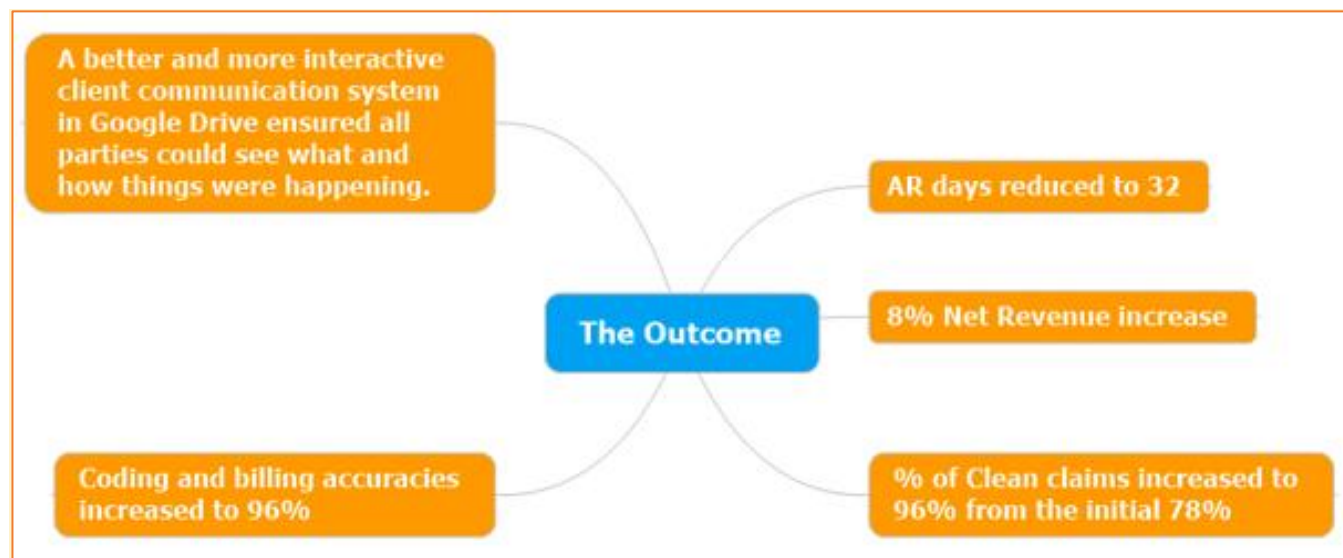 A better and more interactive
client communication system
in Google Drive ensured all
parties could see what and
how things were happening.
AR days reduced to 32
8% Net Revenue increase
The Outcome
Coding and billing accuracies
increased to 96%
% of Clean claims increased to
96% from the initial 78%